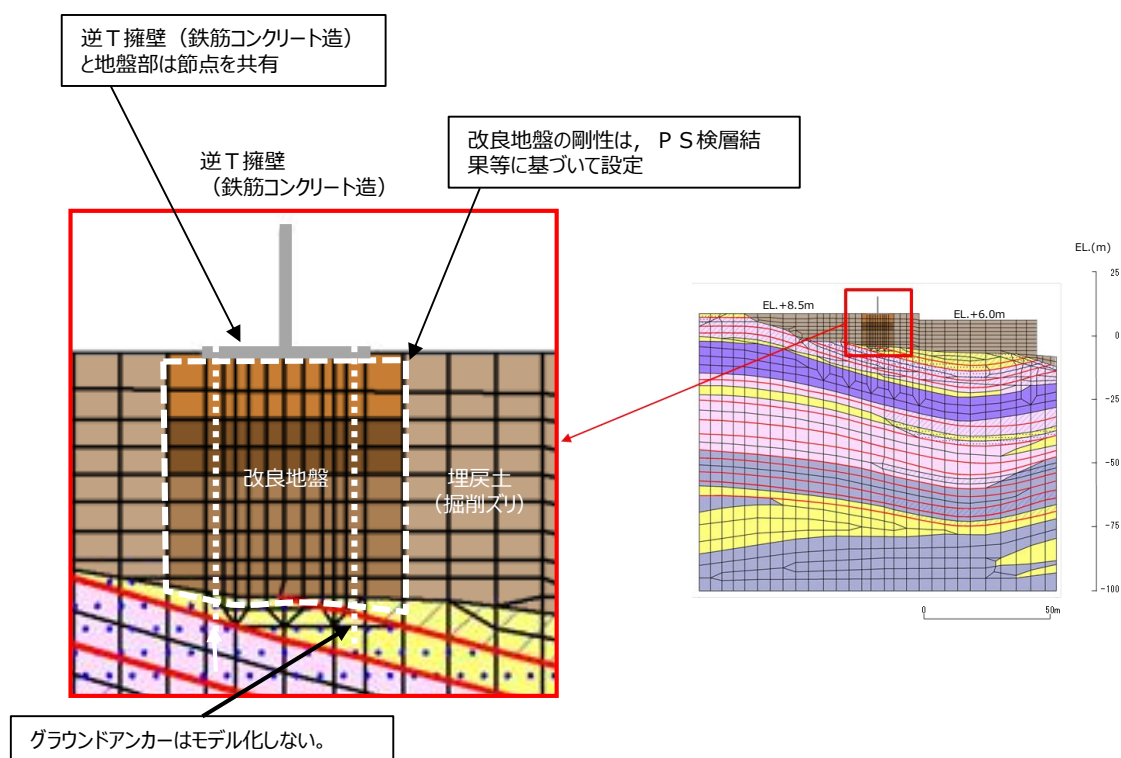 逆T擁壁（鉄筋コンクリート造）
と地盤部は節点を共有
改良地盤の剛性は，ＰＳ検層結
果等に基づいて設定
逆T擁壁
（鉄筋コンクリート造）
改良地盤
埋戻土
（掘削ズリ）
グラウンドアンカーはモデル化しない。
EL.(m)
EL.+8.5m
EL.+6.0m
25
0
-25
-50
-75
-100
0
50m